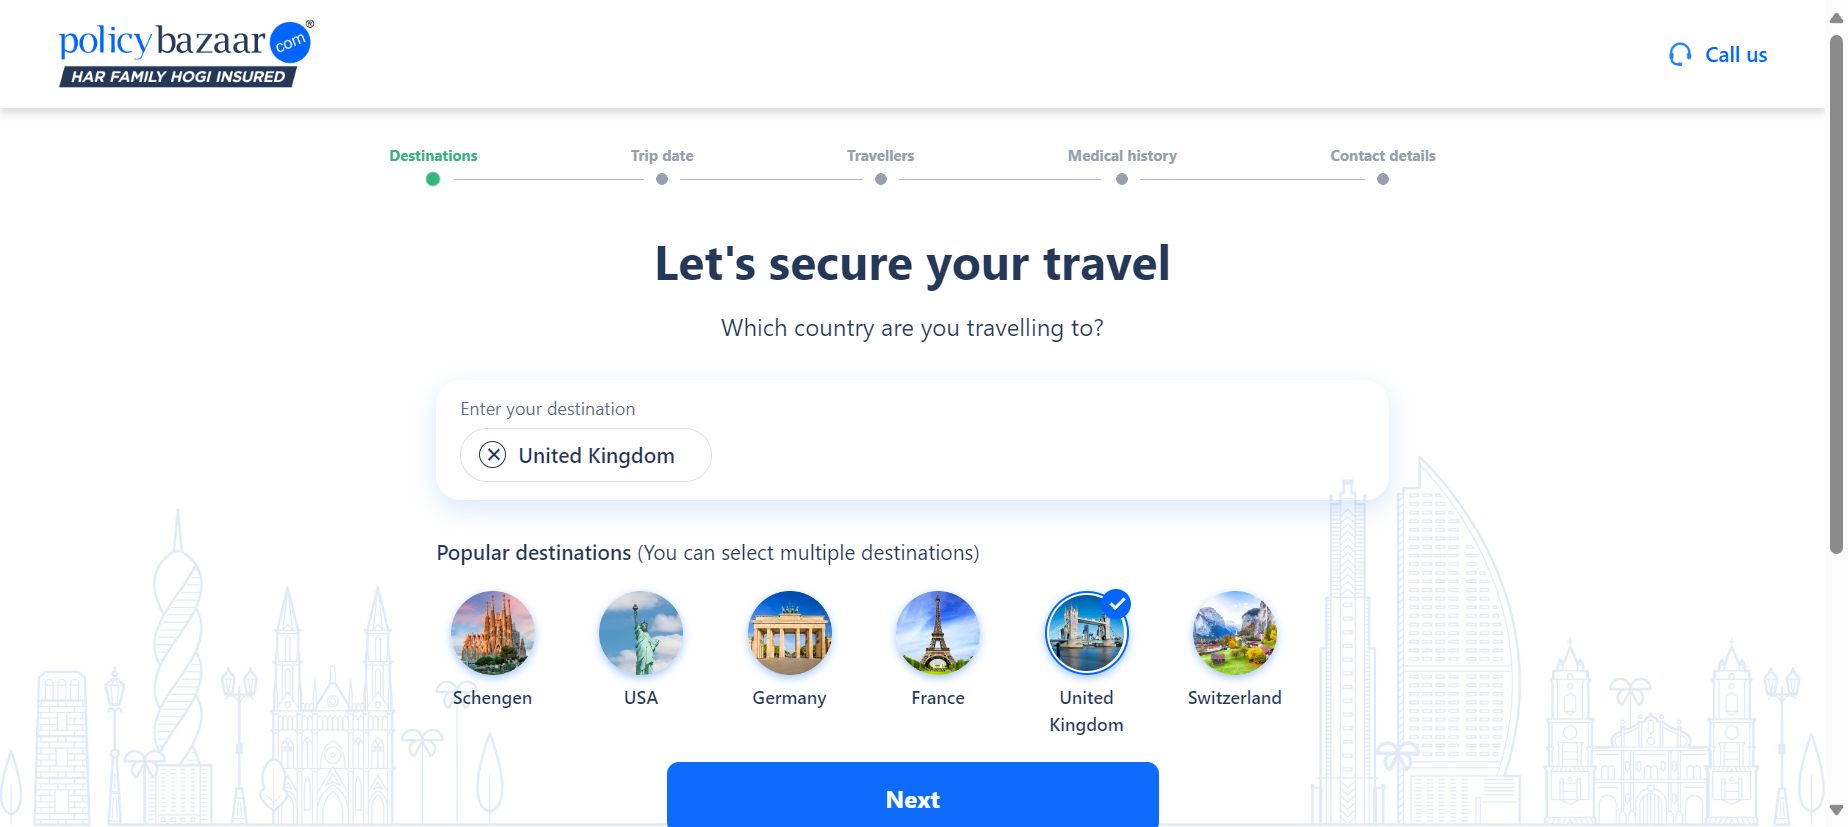 policybazaar com ®
HAR FAMILY HOGI INSURED
Call us
Destinations
Trip date
Travellers
Medical history
Contact details
Let's secure your travel
Which country are you travelling to?
Enter your destination
United Kingdom
Popular destinations (You can select multiple destinations)
Schengen
USA
Germany
France
United
Kingdom
Switzerland
Next